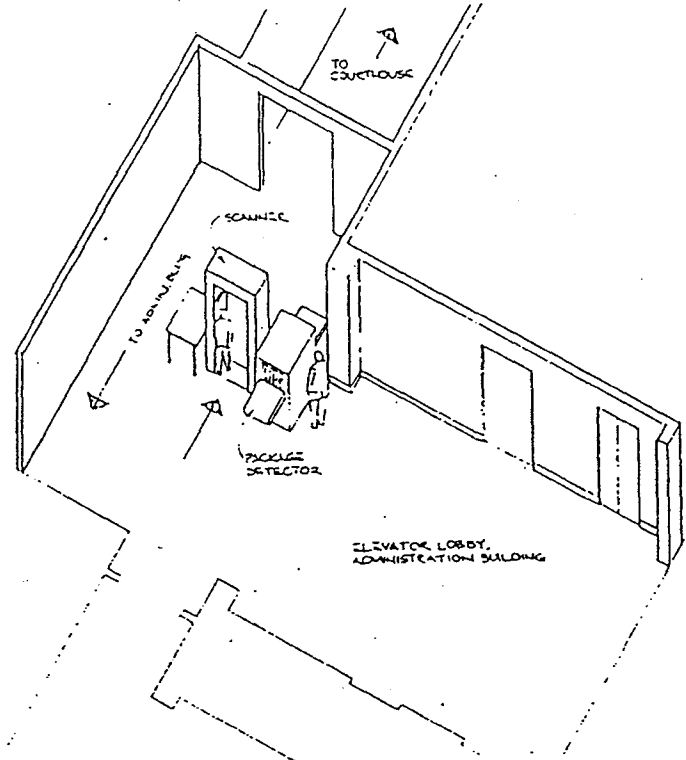 TO
COURTHOUSE
SCANNER
TO ADMIN. BLDG
PACKAGE
DETECTOR
ELEVATOR LOBBY,
ADMINISTRATION BUILDING